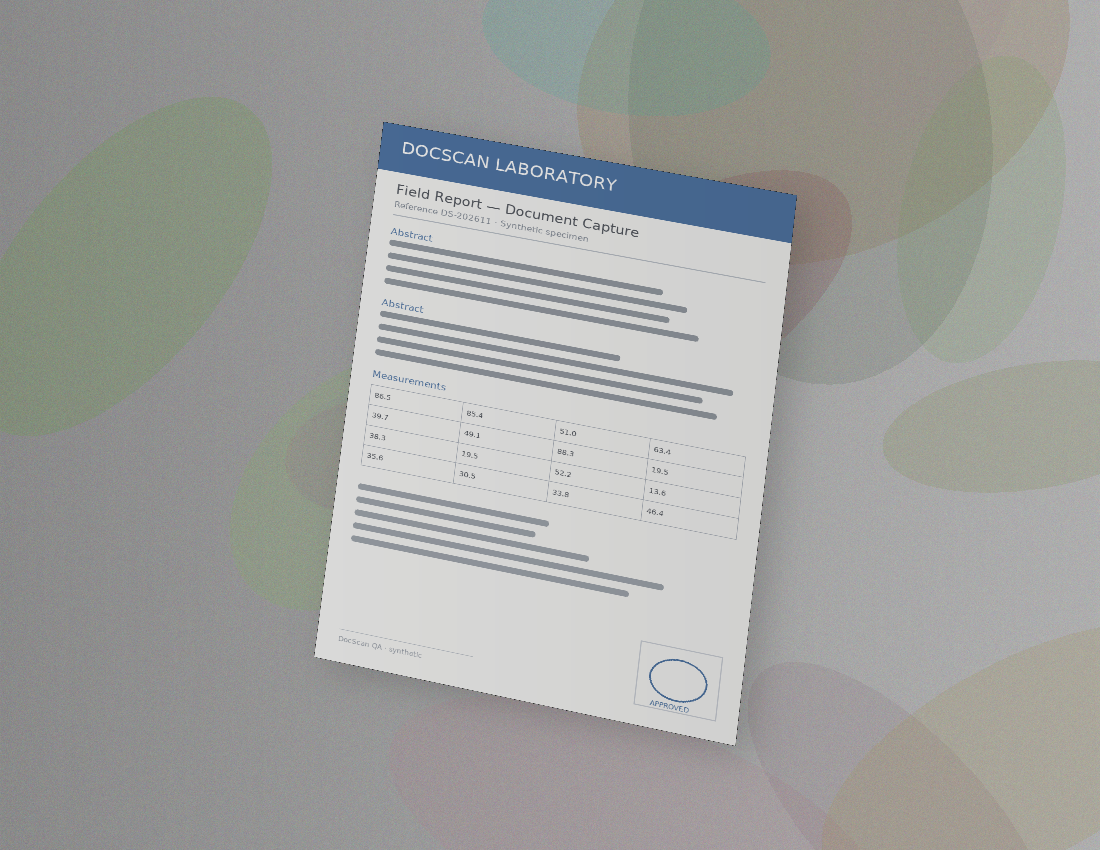 DOCSCAN LABORATORY
Field Report — Document Capture
Reference DS-202611 · Synthetic specimen
Abstract
Abstract
Measurements
86.5 85.4 51.0 63.4
39.7 49.1 88.3 19.5
38.3 19.5 52.2 13.6
35.6 30.5 33.8 46.4
DocScan QA · synthetic
APPROVED